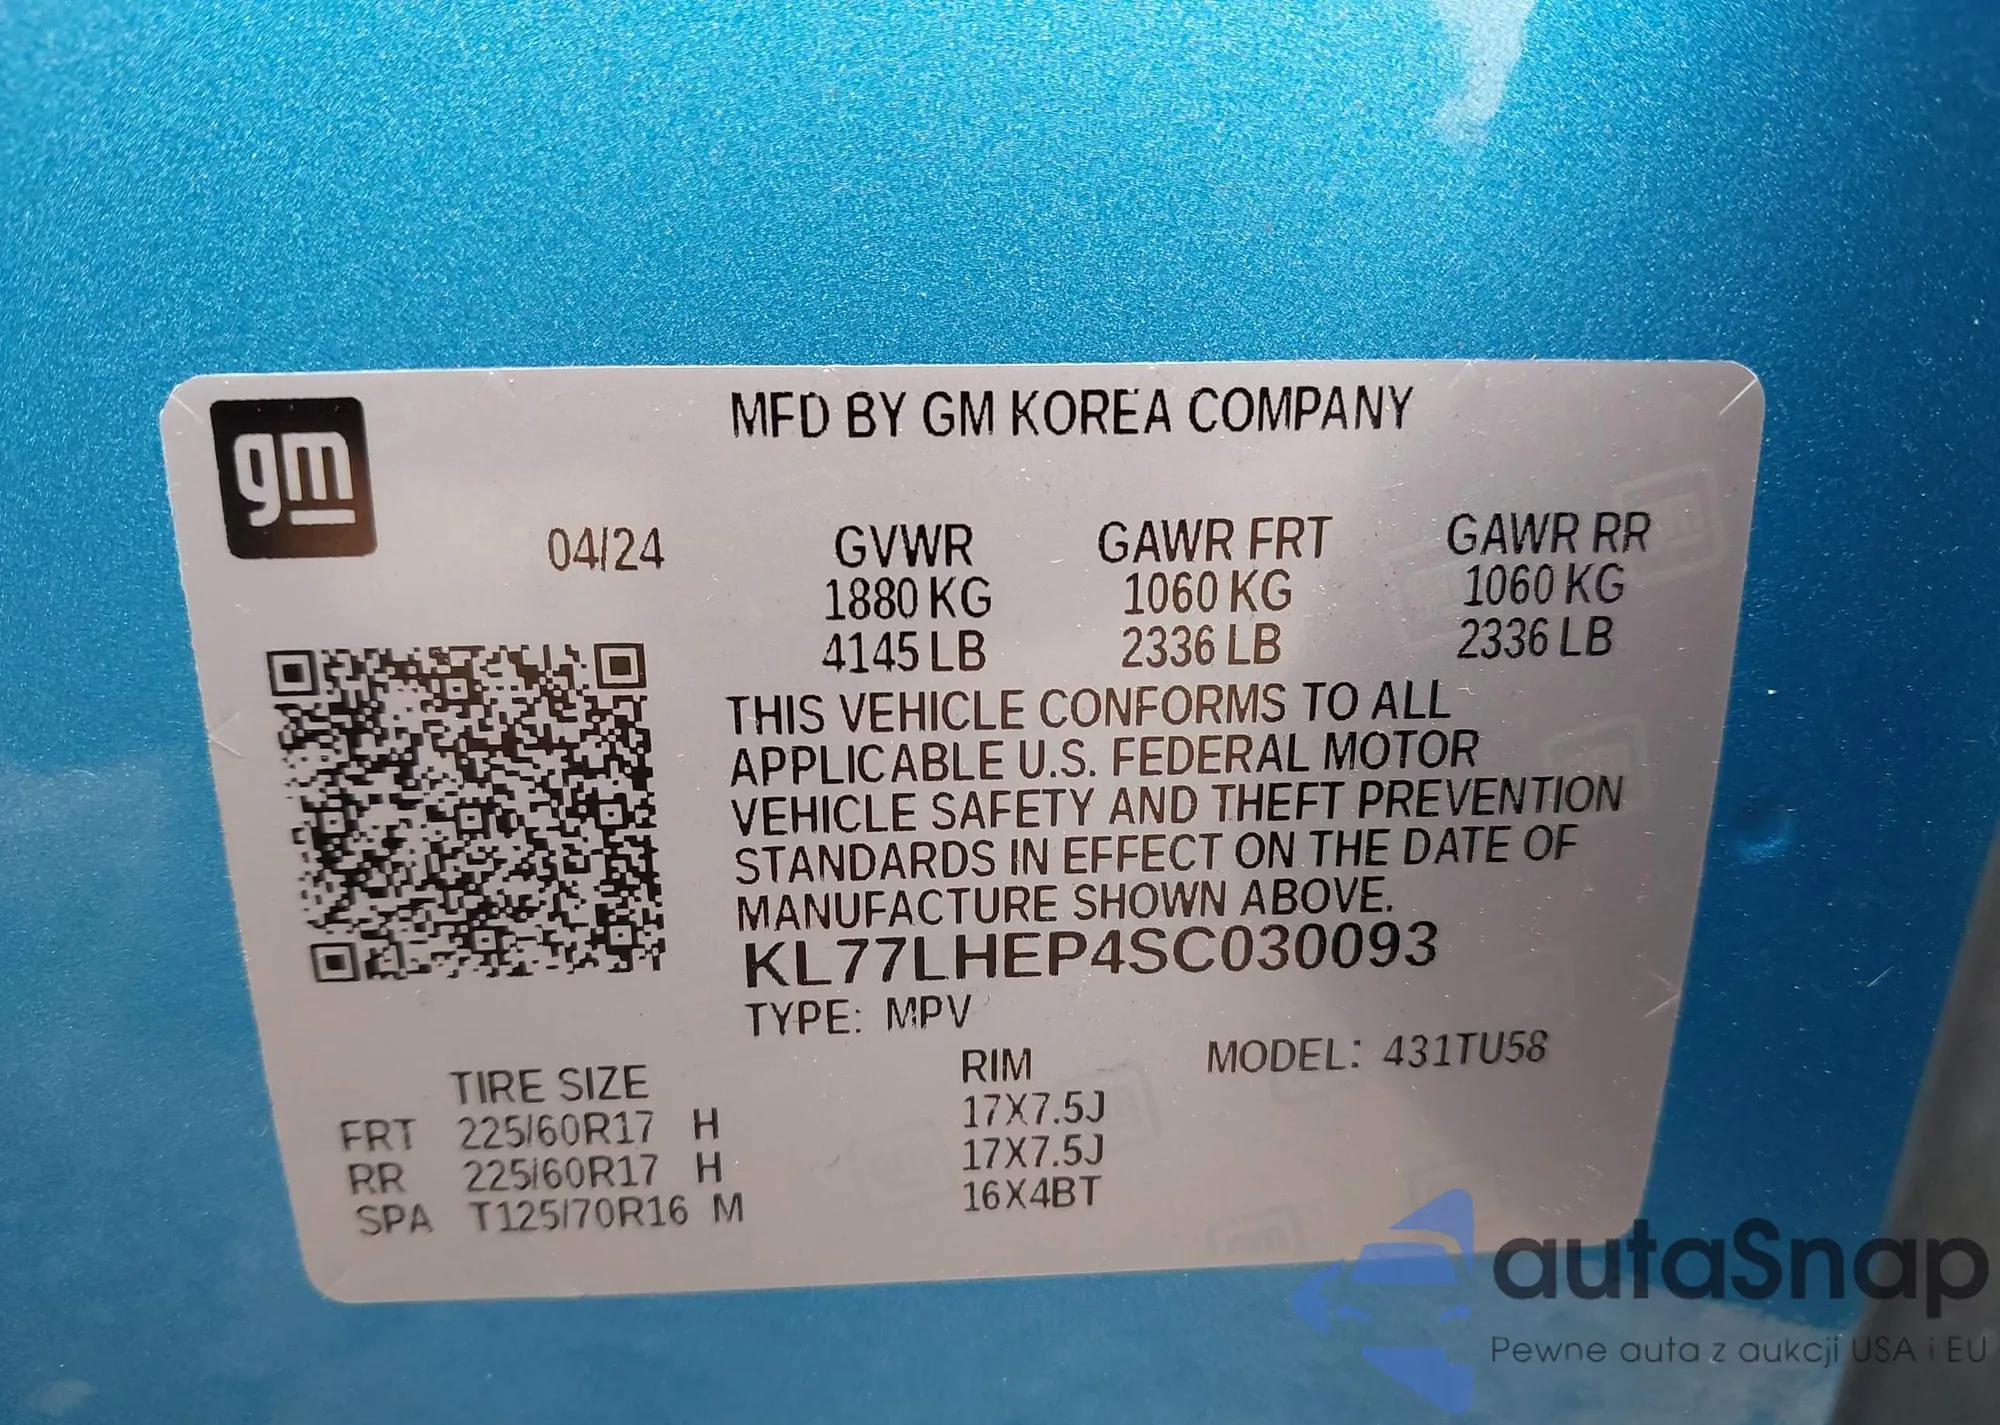 gm
MFD BY GM KOREA COMPANY
04/24 GVWR GAWR FRT GAWR RR
1880 KG 1060 KG 1060 KG
4145 LB 2336 LB 2336 LB
THIS VEHICLE CONFORMS TO ALL
APPLICABLE U.S. FEDERAL MOTOR
VEHICLE SAFETY AND THEFT PREVENTION
STANDARDS IN EFFECT ON THE DATE OF
MANUFACTURE SHOWN ABOVE.
KL77LHEP4SC030093
TYPE: MPV
TIRE SIZE RIM MODEL: 431TU58
FRT 225/60R17 H 17X7.5J
RR 225/60R17 H 17X7.5J
SPA T125/70R16 M 16X4BT
autaSnap
Pewne auta z aukcji USA i EU